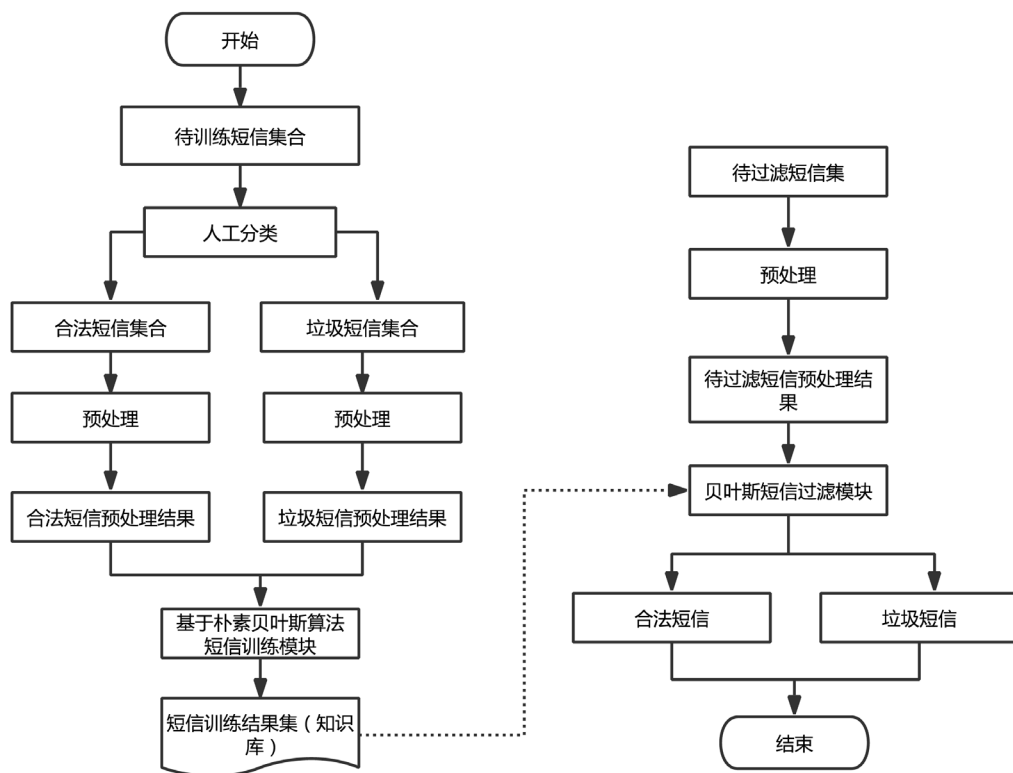 开始
待训练短信集合
人工分类
合法短信集合
垃圾短信集合
预处理
预处理
合法短信预处理结果
垃圾短信预处理结果
基于朴素贝叶斯算法
短信训练模块
短信训练结果集（知识
库）
待过滤短信集
预处理
待过滤短信预处理结
果
贝叶斯短信过滤模块
合法短信
垃圾短信
结束